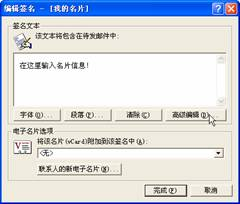 编辑签名 - [我的名片]
签名文本
该文本将包含在待发邮件中:
在这里输入名片信息!
字体(F)... 段落(P)... 清除(C) 高级编辑(D)...
电子名片选项
将该名片 (vCard)附加到该签名中(A):
<无>
联系人的新电子名片(N)...
完成(F) 取消